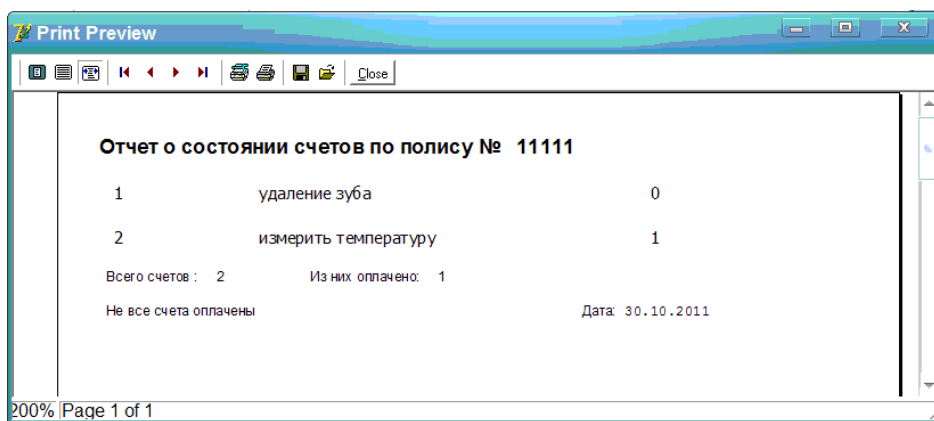 Print Preview
Close
Отчет о состоянии счетов по полису № 11111
1 удаление зуба 0
2 измерить температуру 1
Всего счетов : 2 Из них оплачено: 1
Не все счета оплачены Дата: 30.10.2011
200% Page 1 of 1